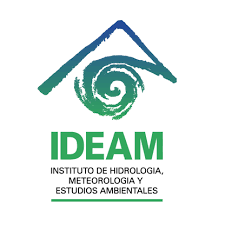 IDEAM
INSTITUTO DE HIDROLOGIA,
METEOROLOGIA Y
ESTUDIOS AMBIENTALES